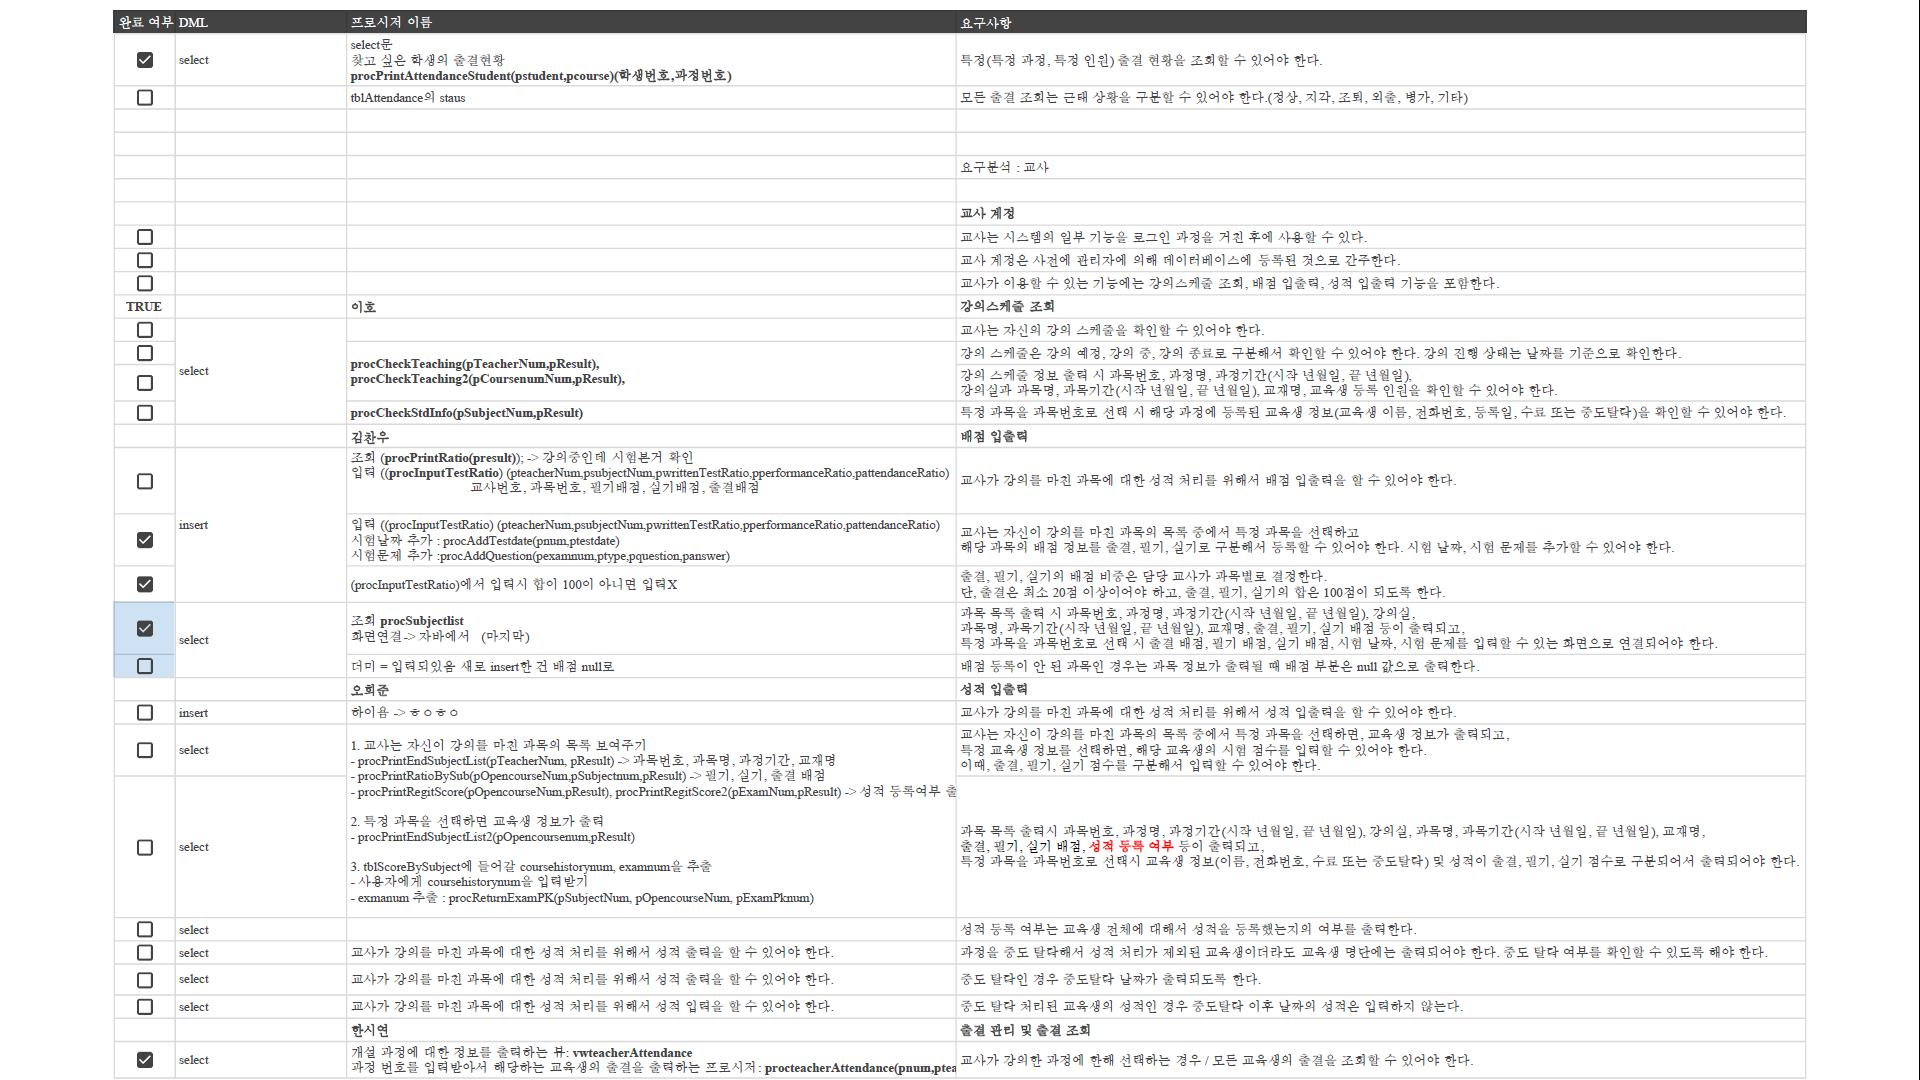 완료 여부 DML 프로시저 이름 요구사항
select
select문
찾고 싶은 학생의 출결현황
procPrintAttendanceStudent(pstudent,pcourse)(학생번호,과정번호)
특정(특정 과정, 특정 인원) 출결 현황을 조회할 수 있어야 한다.
tblAttendance의 staus
모든 출결 조회는 근태 상황을 구분할 수 있어야 한다.(정상, 지각, 조퇴, 외출, 병가, 기타)
요구분석 : 교사
교사 계정
교사는 시스템의 일부 기능을 로그인 과정을 거친 후에 사용할 수 있다.
교사 계정은 사전에 관리자에 의해 데이터베이스에 등록된 것으로 간주한다.
교사가 이용할 수 있는 기능에는 강의스케줄 조회, 배점 입출력, 성적 입출력 기능을 포함한다.
TRUE 이호 강의스케줄 조회
교사는 자신의 강의 스케줄을 확인할 수 있어야 한다.
select
procCheckTeaching(pTeacherNum,pResult),
procCheckTeaching2(pCoursenumNum,pResult),
강의 스케줄은 강의 예정, 강의 중, 강의 종료로 구분해서 확인할 수 있어야 한다. 강의 진행 상태는 날짜를 기준으로 확인한다.
강의 스케줄 정보 출력 시 과목번호, 과정명, 과정기간(시작 년월일, 끝 년월일),
강의실과 과목명, 과목기간(시작 년월일, 끝 년월일), 교재명, 교육생 등록 인원을 확인할 수 있어야 한다.
procCheckStdInfo(pSubjectNum,pResult)
특정 과목을 과목번호로 선택 시 해당 과정에 등록된 교육생 정보(교육생 이름, 전화번호, 등록일, 수료 또는 중도탈락)을 확인할 수 있어야 한다.
김찬우 배점 입출력
조회 (procPrintRatio(presult)); -> 강의중인데 시험본거 확인
입력 ((procInputTestRatio) (pteacherNum,psubjectNum,pwrittenTestRatio,pperformanceRatio,pattendanceRatio)
교사번호, 과목번호, 필기배점, 실기배점, 출결배점
교사가 강의를 마친 과목에 대한 성적 처리를 위해서 배점 입출력을 할 수 있어야 한다.
insert
입력 ((procInputTestRatio) (pteacherNum,psubjectNum,pwrittenTestRatio,pperformanceRatio,pattendanceRatio)
시험날짜 추가 : procAddTestdate(pnum,ptestdate)
시험문제 추가 :procAddQuestion(pexamnum,ptype,pquestion,panswer)
교사는 자신이 강의를 마친 과목의 목록 중에서 특정 과목을 선택하고
해당 과목의 배점 정보를 출결, 필기, 실기로 구분해서 등록할 수 있어야 한다. 시험 날짜, 시험 문제를 추가할 수 있어야 한다.
(procInputTestRatio)에서 입력시 합이 100이 아니면 입력X
출결, 필기, 실기의 배점 비중은 담당 교사가 과목별로 결정한다.
단, 출결은 최소 20점 이상이어야 하고, 출결, 필기, 실기의 합은 100점이 되도록 한다.
select
조회 procSubjectlist
화면연결-> 자바에서 (마지막)
과목 목록 출력 시 과목번호, 과정명, 과정기간(시작 년월일, 끝 년월일), 강의실,
과목명, 과목기간(시작 년월일, 끝 년월일), 교재명, 출결, 필기, 실기 배점 등이 출력되고,
특정 과목을 과목번호로 선택 시 출결 배점, 필기 배점, 실기 배점, 시험 날짜, 시험 문제를 입력할 수 있는 화면으로 연결되어야 한다.
더미 = 입력되있음 새로 insert한 건 배점 null로
배점 등록이 안 된 과목인 경우는 과목 정보가 출력될 때 배점 부분은 null 값으로 출력한다.
오희준 성적 입출력
insert 하이욤 -> ㅎㅇㅎㅇ 교사가 강의를 마친 과목에 대한 성적 처리를 위해서 성적 입출력을 할 수 있어야 한다.
select
1. 교사는 자신이 강의를 마친 과목의 목록 보여주기
- procPrintEndSubjectList(pTeacherNum, pResult) -> 과목번호, 과목명, 과정기간, 교재명
- procPrintRatioBySub(pOpencourseNum,pSubjectnum,pResult) -> 필기, 실기, 출결 배점
- procPrintRegitScore(pOpencourseNum,pResult), procPrintRegitScore2(pExamNum,pResult) -> 성적 등록여부 출
교사는 자신이 강의를 마친 과목의 목록 중에서 특정 과목을 선택하면, 교육생 정보가 출력되고,
특정 교육생 정보를 선택하면, 해당 교육생의 시험 점수를 입력할 수 있어야 한다.
이때, 출결, 필기, 실기 점수를 구분해서 입력할 수 있어야 한다.
select
2. 특정 과목을 선택하면 교육생 정보가 출력
- procPrintEndSubjectList2(pOpencoursenum,pResult)
3. tblScoreBySubject에 들어갈 coursehistorynum, examnum을 추출
- 사용자에게 coursehistorynum을 입력받기
- exmanum 추출 : procReturnExamPK(pSubjectNum, pOpencourseNum, pExamPknum)
과목 목록 출력시 과목번호, 과정명, 과정기간(시작 년월일, 끝 년월일), 강의실, 과목명, 과목기간(시작 년월일, 끝 년월일), 교재명,
출결, 필기, 실기 배점, 성적 등록 여부 등이 출력되고,
특정 과목을 과목번호로 선택시 교육생 정보(이름, 전화번호, 수료 또는 중도탈락) 및 성적이 출결, 필기, 실기 점수로 구분되어서 출력되어야 한다.
select 성적 등록 여부는 교육생 전체에 대해서 성적을 등록했는지의 여부를 출력한다.
select 교사가 강의를 마친 과목에 대한 성적 처리를 위해서 성적 출력을 할 수 있어야 한다. 과정을 중도 탈락해서 성적 처리가 제외된 교육생이더라도 교육생 명단에는 출력되어야 한다. 중도 탈락 여부를 확인할 수 있도록 해야 한다.
select 교사가 강의를 마친 과목에 대한 성적 처리를 위해서 성적 출력을 할 수 있어야 한다. 중도 탈락인 경우 중도탈락 날짜가 출력되도록 한다.
select 교사가 강의를 마친 과목에 대한 성적 처리를 위해서 성적 입력을 할 수 있어야 한다. 중도 탈락 처리된 교육생의 성적인 경우 중도탈락 이후 날짜의 성적은 입력하지 않는다.
한시연 출결 관리 및 출결 조회
select
개설 과정에 대한 정보를 출력하는 뷰: vwteacherAttendance
과정 번호를 입력받아서 해당하는 교육생의 출결을 출력하는 프로시저 : procteacherAttendance(pnum,ptea
교사가 강의한 과정에 한해 선택하는 경우 / 모든 교육생의 출결을 조회할 수 있어야 한다.